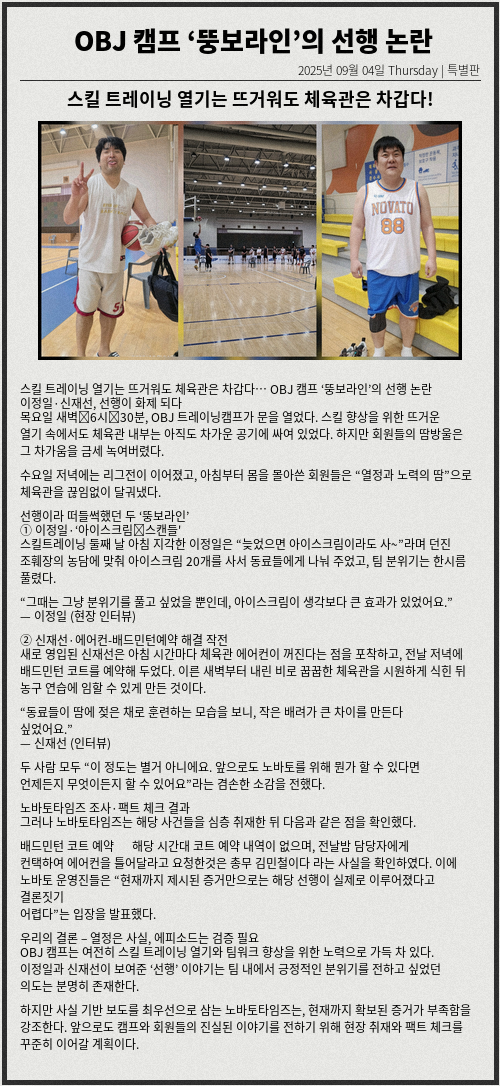 OBJ 캠프 ‘뚱보라인’의 선행 논란
2025년 09월 04일 Thursday | 특별판
스킬 트레이닝 열기는 뜨거워도 체육관은 차갑다!
NOVATO
88
스킬 트레이닝 열기는 뜨거워도 체육관은 차갑다… OBJ 캠프 ‘뚱보라인’의 선행 논란
이정일·신재선, 선행이 화제 되다
목요일 새벽 6시 30분, OBJ 트레이닝캠프가 문을 열었다. 스킬 향상을 위한 뜨거운
열기 속에서도 체육관 내부는 아직도 차가운 공기에 싸여 있었다. 하지만 회원들의 땀방울은
그 차가움을 금세 녹여버렸다.
수요일 저녁에는 리그전이 이어졌고, 아침부터 몸을 몰아쓴 회원들은 “열정과 노력의 땀”으로
체육관을 끊임없이 달궈냈다.
선행이라 떠들썩했던 두 ‘뚱보라인’
① 이정일·‘아이스크림 스캔들’
스킬트레이닝 둘째 날 아침 지각한 이정일은 “늦었으면 아이스크림이라도 사~”라며 던진
조훼장의 농담에 맞춰 아이스크림 20개를 사서 동료들에게 나눠 주었고, 팀 분위기는 한시름
풀렸다.
“그때는 그냥 분위기를 풀고 싶었을 뿐인데, 아이스크림이 생각보다 큰 효과가 있었어요.”
— 이정일 (현장 인터뷰)
② 신재선·에어컨-배드민턴예약 해결 작전
새로 영입된 신재선은 아침 시간마다 체육관 에어컨이 꺼진다는 점을 포착하고, 전날 저녁에
배드민턴 코트를 예약해 두었다. 이른 새벽부터 내린 비로 꿉꿉한 체육관을 시원하게 식힌 뒤
농구 연습에 임할 수 있게 만든 것이다.
“동료들이 땀에 젖은 채로 훈련하는 모습을 보니, 작은 배려가 큰 차이를 만든다
싶었어요.”
— 신재선 (인터뷰)
두 사람 모두 “이 정도는 별거 아니에요. 앞으로도 노바토를 위해 뭔가 할 수 있다면
언제든지 무엇이든지 할 수 있어요”라는 겸손한 소감을 전했다.
노바토타임즈 조사·팩트 체크 결과
그러나 노바토타임즈는 해당 사건들을 심층 취재한 뒤 다음과 같은 점을 확인했다.
배드민턴 코트 예약 해당 시간대 코트 예약 내역이 없으며, 전날밤 담당자에게
컨택하여 에어컨을 틀어달라고 요청한것은 총무 김민철이다 라는 사실을 확인하였다. 이에
노바토 운영진들은 “현재까지 제시된 증거만으로는 해당 선행이 실제로 이루어졌다고
결론짓기
어렵다”는 입장을 발표했다.
우리의 결론 – 열정은 사실, 에피소드는 검증 필요
OBJ 캠프는 여전히 스킬 트레이닝 열기와 팀워크 향상을 위한 노력으로 가득 차 있다.
이정일과 신재선이 보여준 ‘선행’ 이야기는 팀 내에서 긍정적인 분위기를 전하고 싶었던
의도는 분명히 존재한다.
하지만 사실 기반 보도를 최우선으로 삼는 노바토타임즈는, 현재까지 확보된 증거가 부족함을
강조한다. 앞으로도 캠프와 회원들의 진실된 이야기를 전하기 위해 현장 취재와 팩트 체크를
꾸준히 이어갈 계획이다.